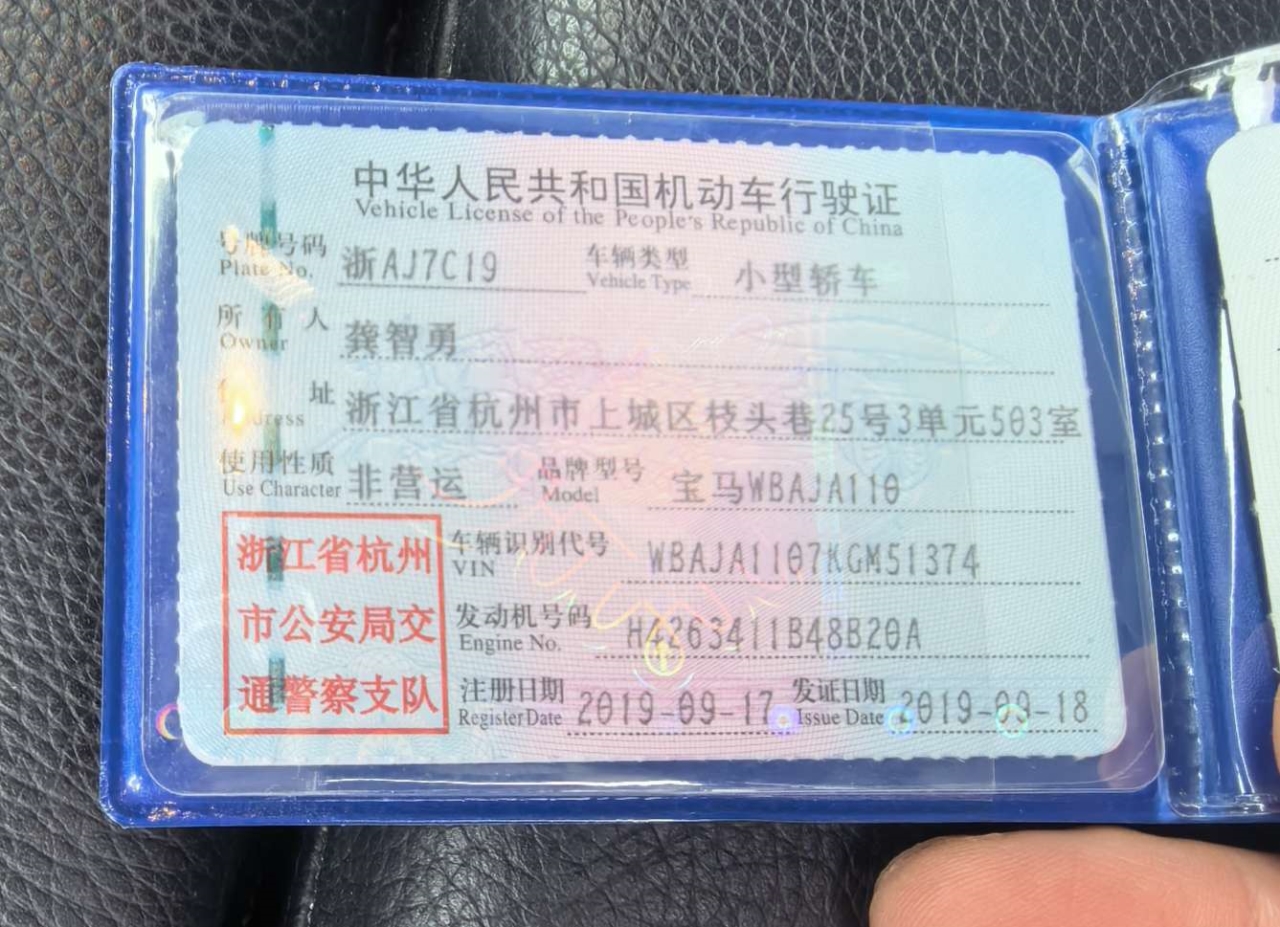 中华人民共和国机动车行驶证
Vehicle License of the People's Republic of China
号牌号码 浙AJ7C19 车辆类型 小型轿车
Plate No. Vehicle Type
所有人 龚智勇
Owner
址 浙江省杭州市上城区枝头巷25号3单元503室
Address
使用性质 非营运 品牌型号 宝马WBAJA110
Use Character Model
浙江省杭州
市公安局交
通警察支队
车辆识别代号 WBAJA1107KGM51374
VIN
发动机号码 H4263411B48B20A
Engine No.
注册日期 2019-09-17 发证日期 2019-09-18
Register Date Issue Date